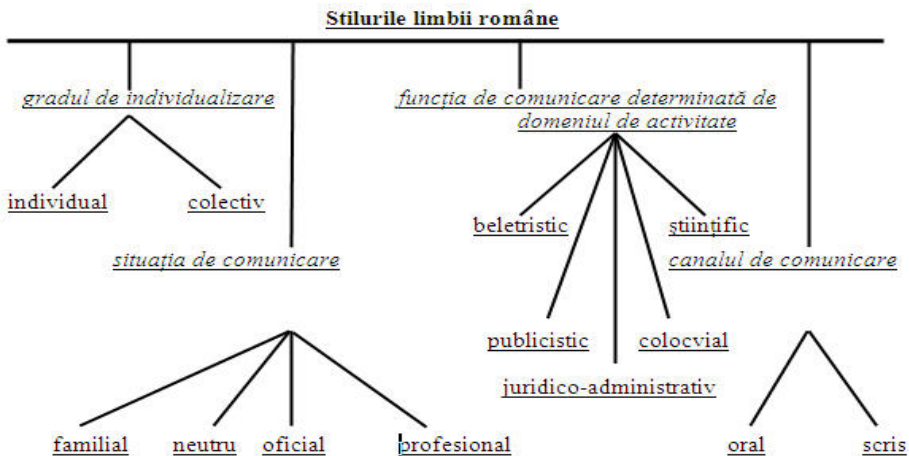 Stilurile limbii române
gradul de individualizare
funcția de comunicare determinată de
domeniul de activitate
individual
colectiv
beletristic
științific
situația de comunicare
canalul de comunicare
publicistic
colocvial
juridico-administrativ
familial
neutru
oficial
profesional
oral
scris